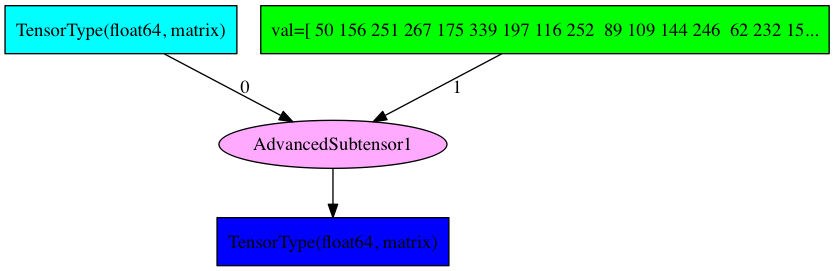 TensorType(float64, matrix)
val=[ 50 156 251 267 175 339 197 116 252  89 109 144 246  62 232 15...
0
1
AdvancedSubtensor1
TensorType(float64, matrix)